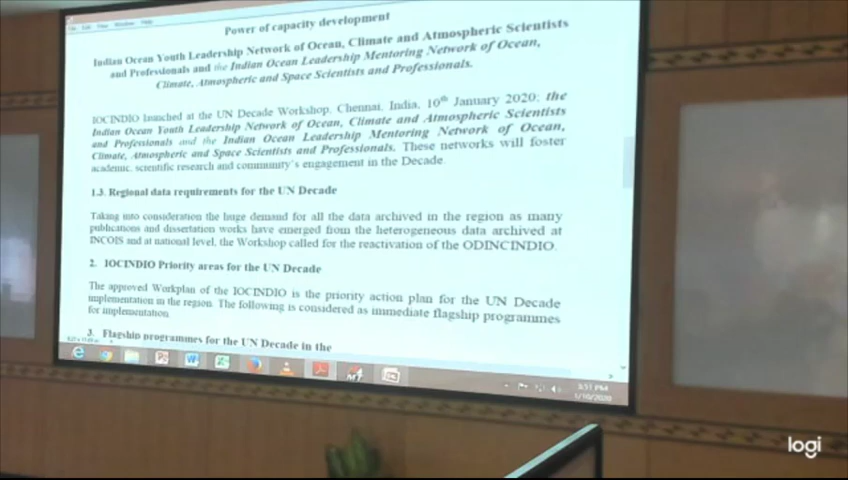 Power of capacity development
Indian Ocean Youth Leadership Network of Ocean, Climate and Atmospheric Scientists
and Professionals and the Indian Ocean Leadership Mentoring Network of Ocean,
Climate, Atmospheric and Space Scientists and Professionals.
IOCINDIO launched at the UN Decade Workshop, Chennai, India, 10th January 2020; the
Indian Ocean Youth Leadership Network of Ocean, Climate and Atmospheric Scientists
and Professionals and the Indian Ocean Leadership Mentoring Network of Ocean,
Climate, Atmospheric and Space Scientists and Professionals. These networks will foster
academic, scientific research and community's engagement in the Decade.
1.3. Regional data requirements for the UN Decade
Taking into consideration the huge demand for all the data archived in the region as many
publications and dissertation works have emerged from the heterogeneous data archived at
INCOIS and at national level, the Workshop called for the reactivation of the ODINCINDIO.
2. IOCINDIO Priority areas for the UN Decade
The approved Workplan of the IOCINDIO is the priority action plan for the UN Decade
implementation in the region. The following is considered as immediate flagship programmes
for implementation
3. Flagship programmes for the UN Decade in the
3:51 PM
1/10/2020
logi